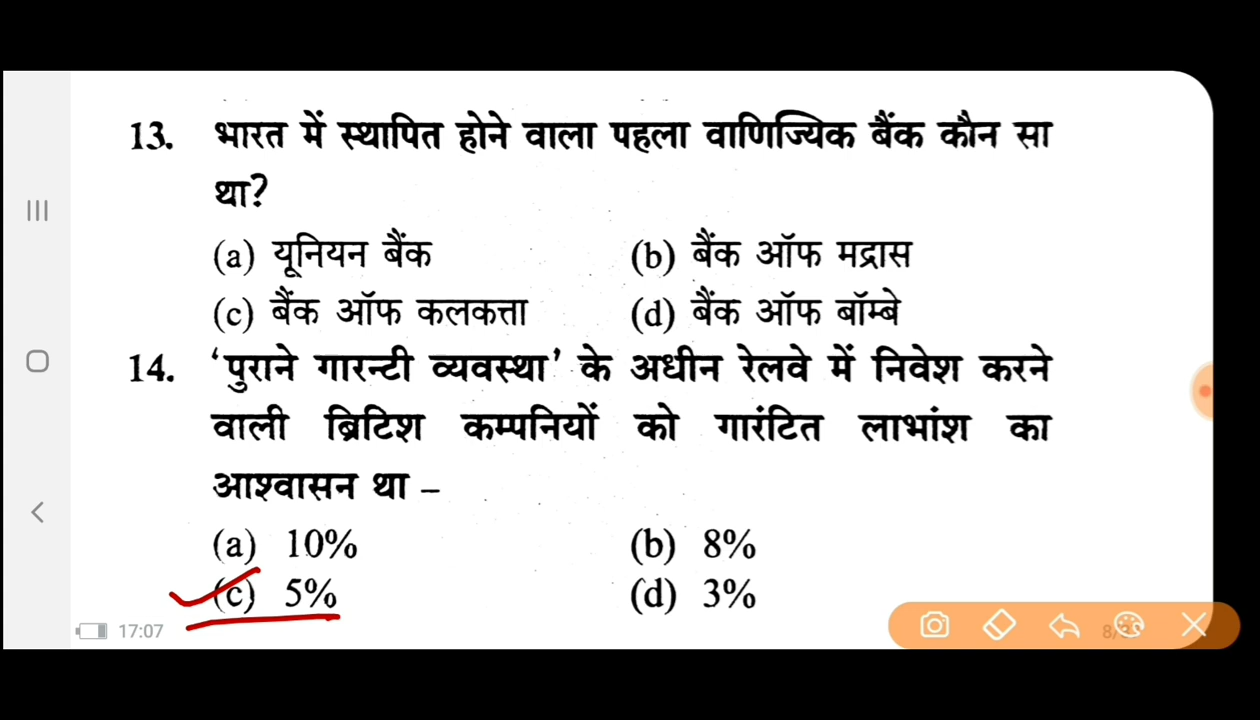 13. भारत में स्थापित होने वाला पहला वाणिज्यिक बैंक कौन सा
था?
(a) यूनियन बैंक (b) बैंक ऑफ मद्रास
(c) बैंक ऑफ कलकत्ता (d) बैंक ऑफ बॉम्बे
14. ‘पुराने गारन्टी व्यवस्था’ के अधीन रेलवे में निवेश करने
वाली ब्रिटिश कम्पनियों को गारंटित लाभांश का
आश्वासन था –
(a) 10% (b) 8%
(c) 5% (d) 3%
17:07